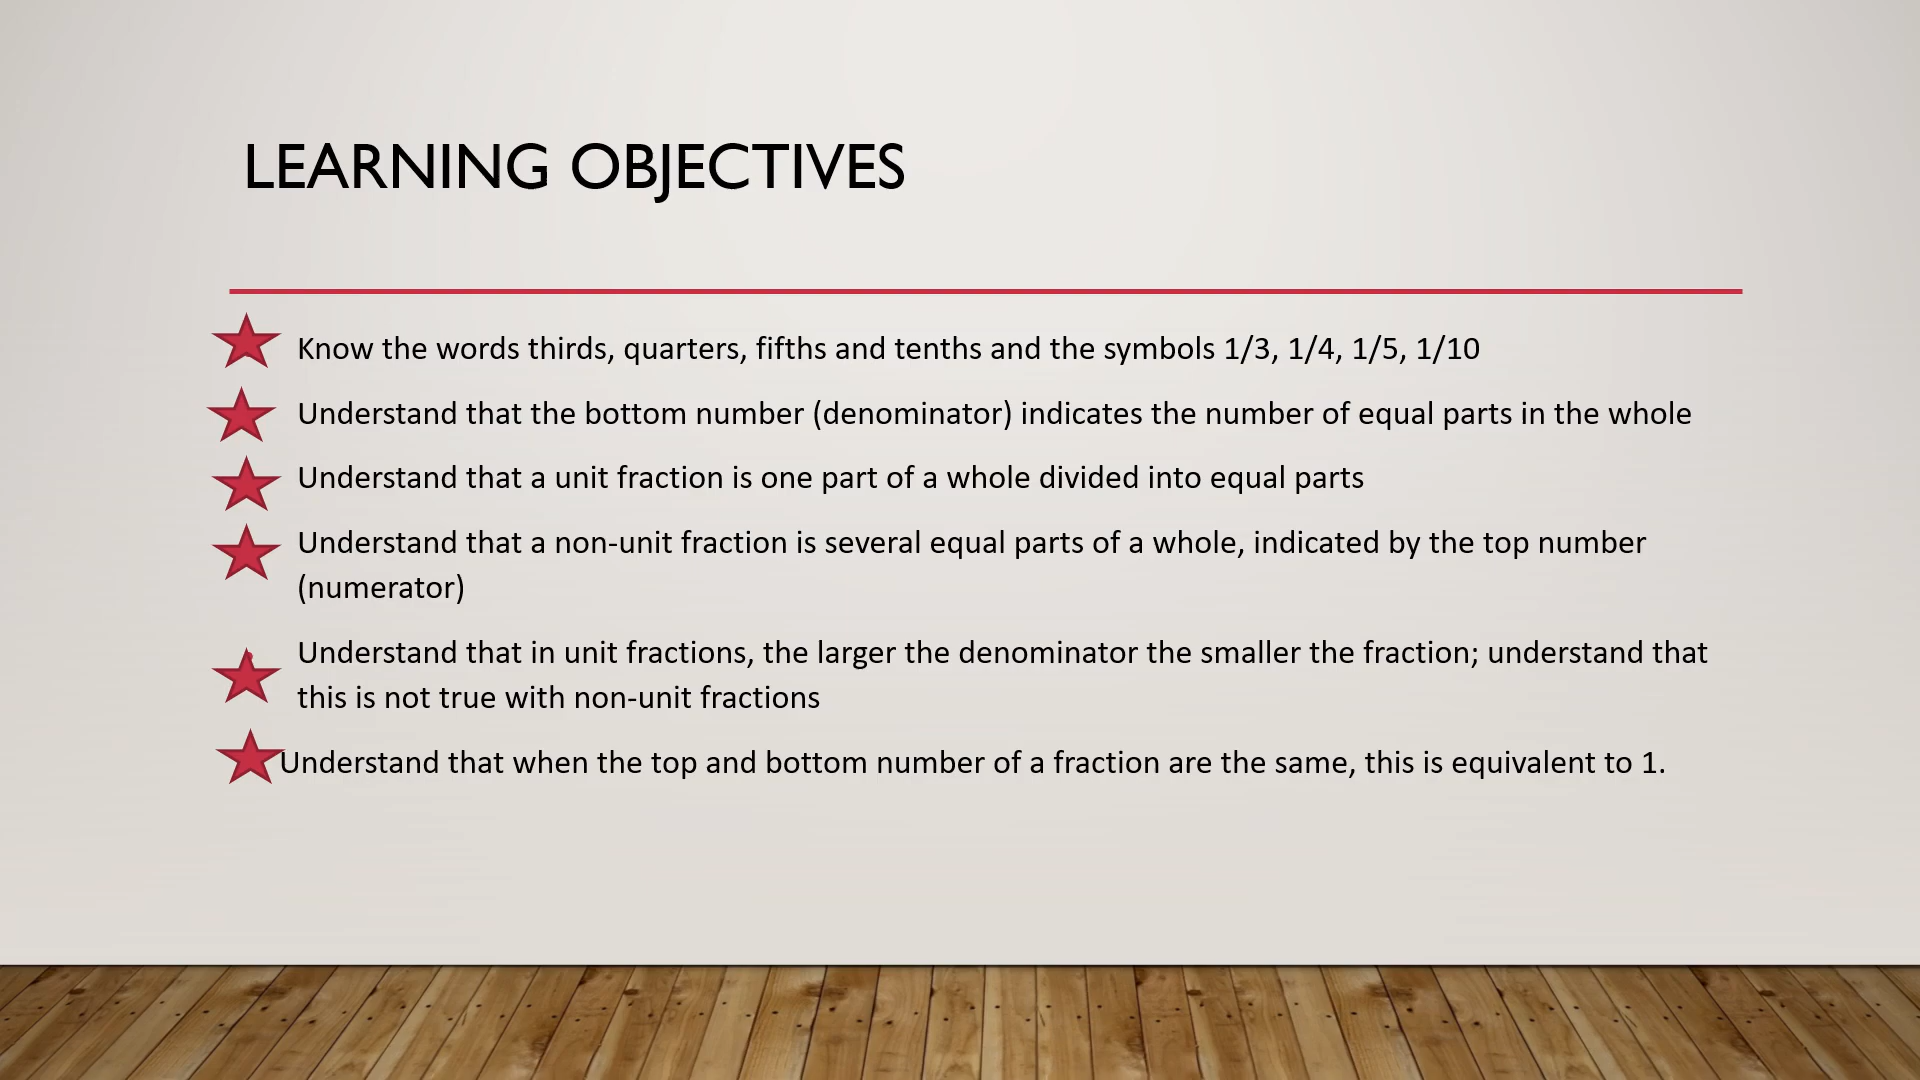 LEARNING OBJECTIVES
Know the words thirds, quarters, fifths and tenths and the symbols 1/3, 1/4, 1/5, 1/10
Understand that the bottom number (denominator) indicates the number of equal parts in the whole
Understand that a unit fraction is one part of a whole divided into equal parts
Understand that a non-unit fraction is several equal parts of a whole, indicated by the top number
(numerator)
Understand that in unit fractions, the larger the denominator the smaller the fraction; understand that
this is not true with non-unit fractions
Understand that when the top and bottom number of a fraction are the same, this is equivalent to 1.